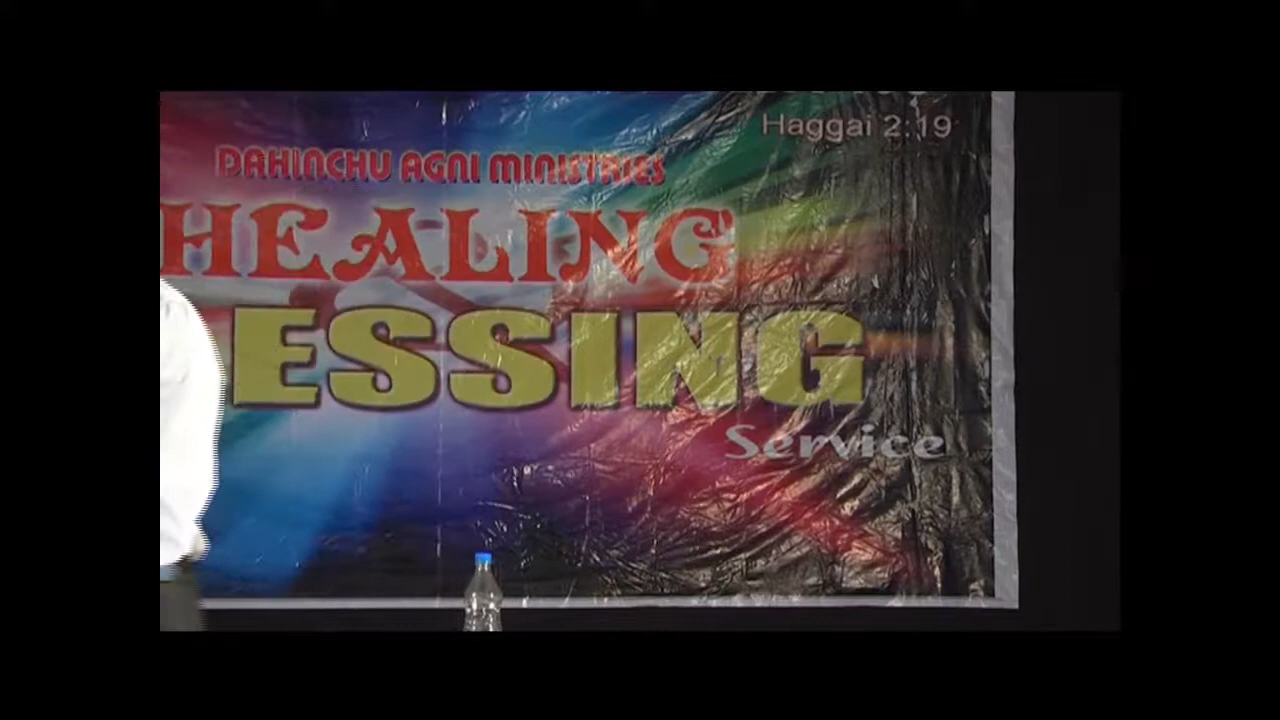 Haggai 2:19
DAHINCHU AGNI MINISTRIES
HEALING
ESSING
Service